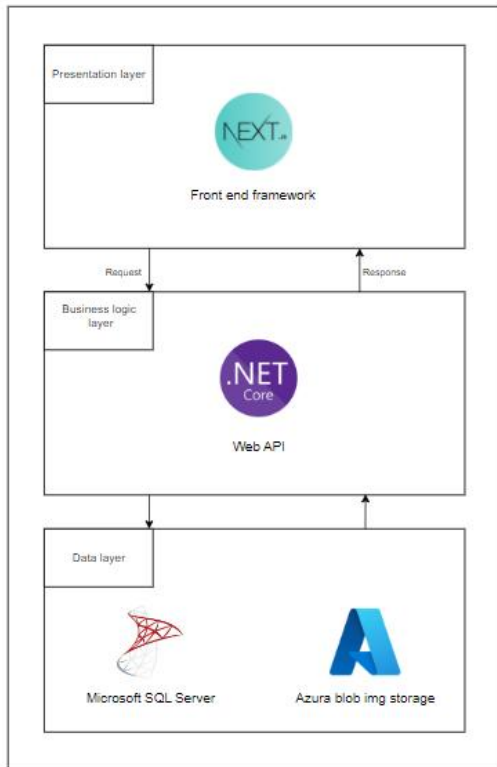 Presentation layer
NEXT.JS
Front end framework
Request
Response
Business logic
layer
.NET
Core
Web API
Data layer
Microsoft SQL Server
Azura blob img storage